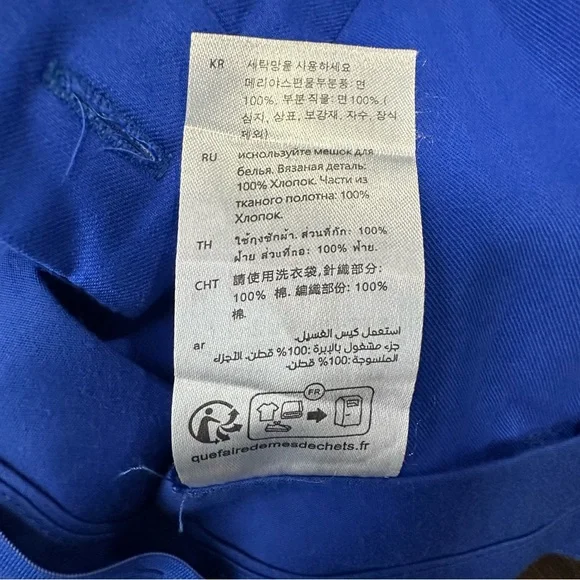 KR 세탁망을 사용하세요
메리야스편물부분품: 면
100%. 부분 직물: 면 100% (
심지, 상표, 보강재, 자수, 장식
제외)
RU используйте мешок для
белья. Вязаная деталь:
100% Хлопок. Части из
тканого полотна: 100%
Хлопок.
TH ใช้ถุงซักผ้า. ส่วนที่ถัก: 100%
ฝ้าย ส่วนที่ทอ: 100% ฝ้าย.
CHT 請使用洗衣袋,針織部分:
100% 棉. 編織部份: 100%
棉.
ar استعمل كيس الغسيل.
جزء مشغول بالإبرة :100% قطن. الأجزاء
المنسوجة: 100% قطن.
FR
quefairedemesdechets.fr